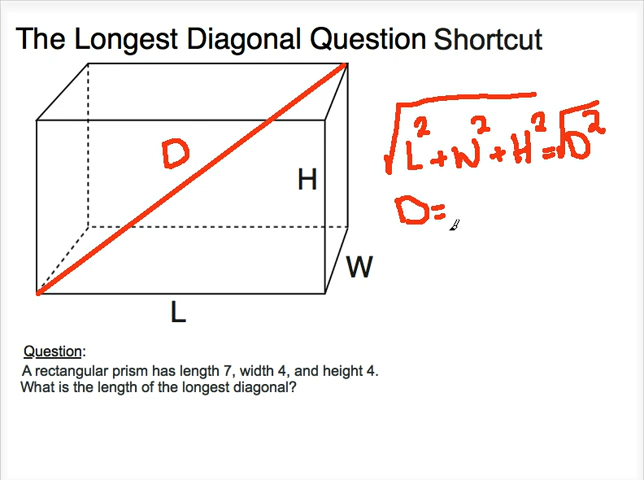 The Longest Diagonal Question Shortcut
D
H
W
L
√L²+W²+H²=√D²
D=
Question:
A rectangular prism has length 7, width 4, and height 4.
What is the length of the longest diagonal?